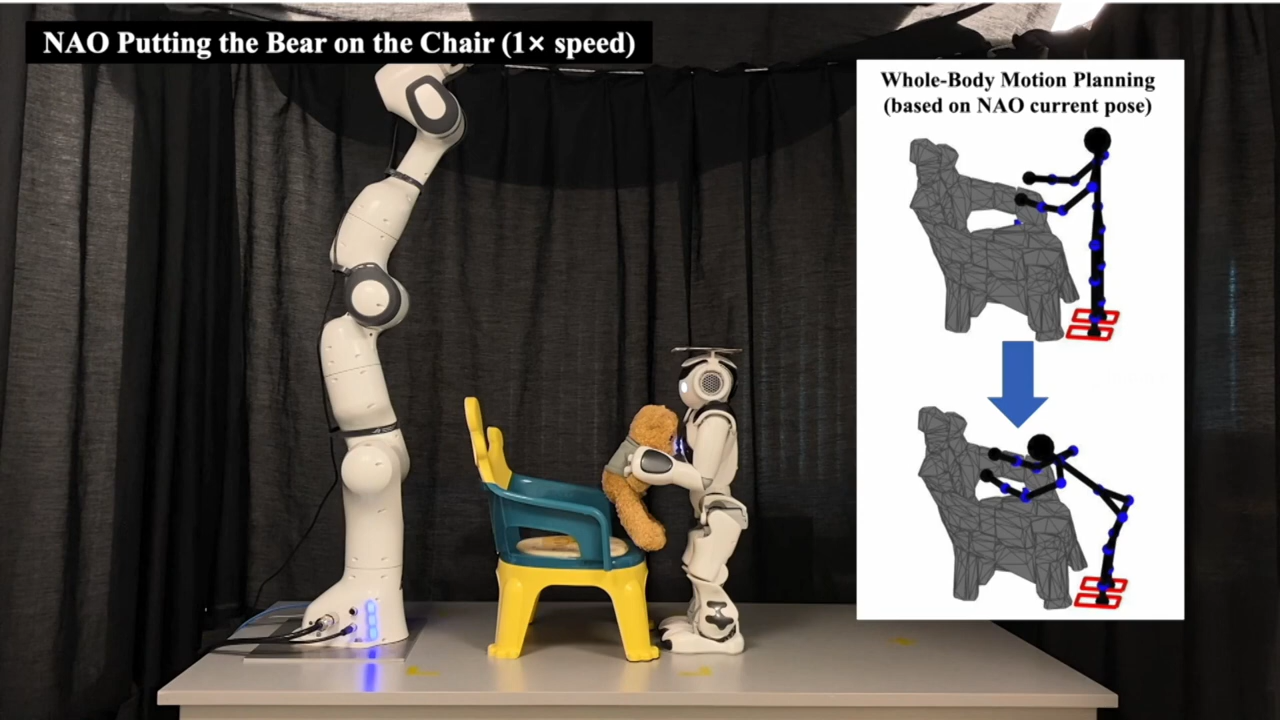 NAO Putting the Bear on the Chair (1× speed)
Whole-Body Motion Planning
(based on NAO current pose)